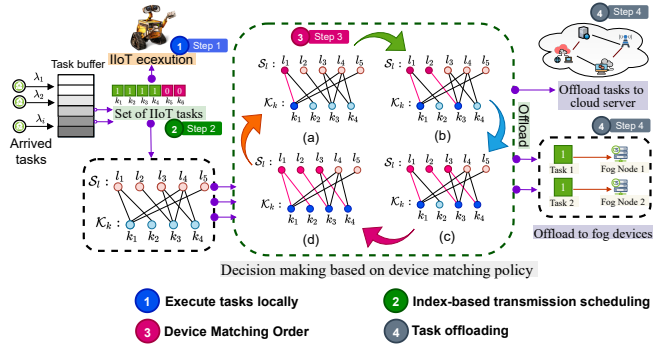 1 Step 1
IIoT ecexution
Task buffer
λ1
λ2
λi
Arrived
tasks
1 1 1 1 0 0
k1 k2 k3 k4 k5 k6
Set of IIoT tasks
2 Step 2
Sl : l1 l2 l3 l4 l5
Kk :
k1 k2 k3 k4
3 Step 3
Sl : l1 l2 l3 l4 l5
Kk :
k1 k2 k3 k4
(a)
Sl : l1 l2 l3 l4 l5
Kk :
k1 k2 k3 k4
(b)
Sl : l1 l2 l3 l4 l5
Kk :
k1 k2 k3 k4
(d)
Sl : l1 l2 l3 l4 l5
Kk :
k1 k2 k3 k4
(c)
Offload
4 Step 4
Offload tasks to
cloud server
4 Step 4
1
Task 1 Fog Node 1
1
Task 2 Fog Node 2
Offload to fog devices
Decision making based on device matching policy
1 Execute tasks locally
2 Index-based transmission scheduling
3 Device Matching Order
4 Task offloading